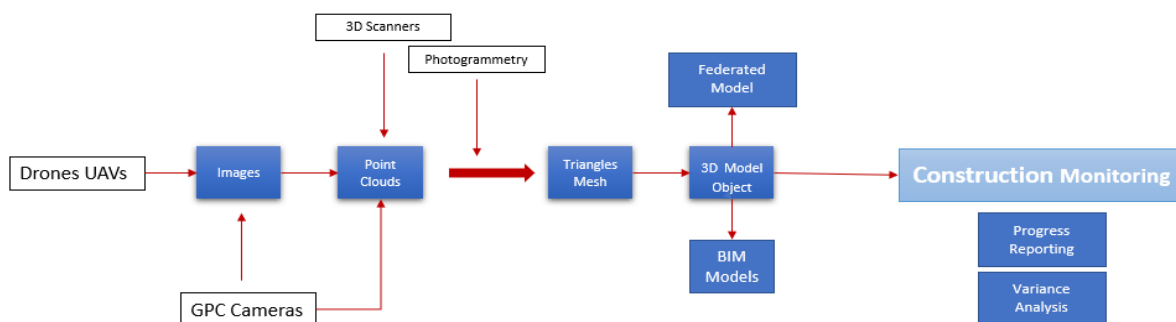 3D Scanners
Photogrammetry
Federated
Model
Drones UAVs
Images
Point
Clouds
Triangles
Mesh
3D Model
Object
Construction Monitoring
Progress
Reporting
BIM
Models
Variance
Analysis
GPC Cameras